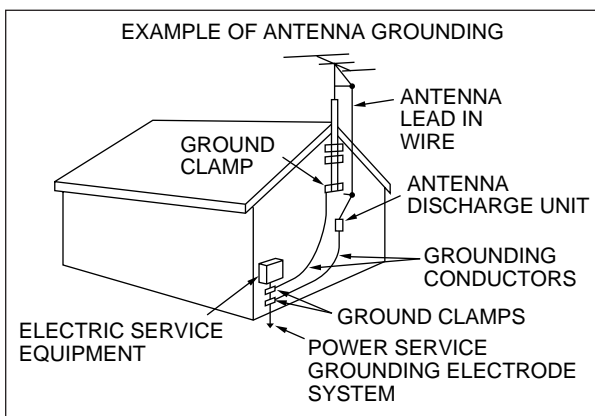 EXAMPLE OF ANTENNA GROUNDING
ANTENNA
LEAD IN
WIRE
GROUND
CLAMP
ANTENNA
DISCHARGE UNIT
GROUNDING
CONDUCTORS
GROUND CLAMPS
ELECTRIC SERVICE
EQUIPMENT
POWER SERVICE
GROUNDING ELECTRODE
SYSTEM